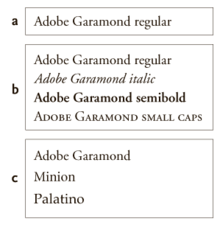 a
Adobe Garamond regular
b
Adobe Garamond regular
Adobe Garamond italic
Adobe Garamond semibold
ADOBE GARAMOND SMALL CAPS
c
Adobe Garamond
Minion
Palatino